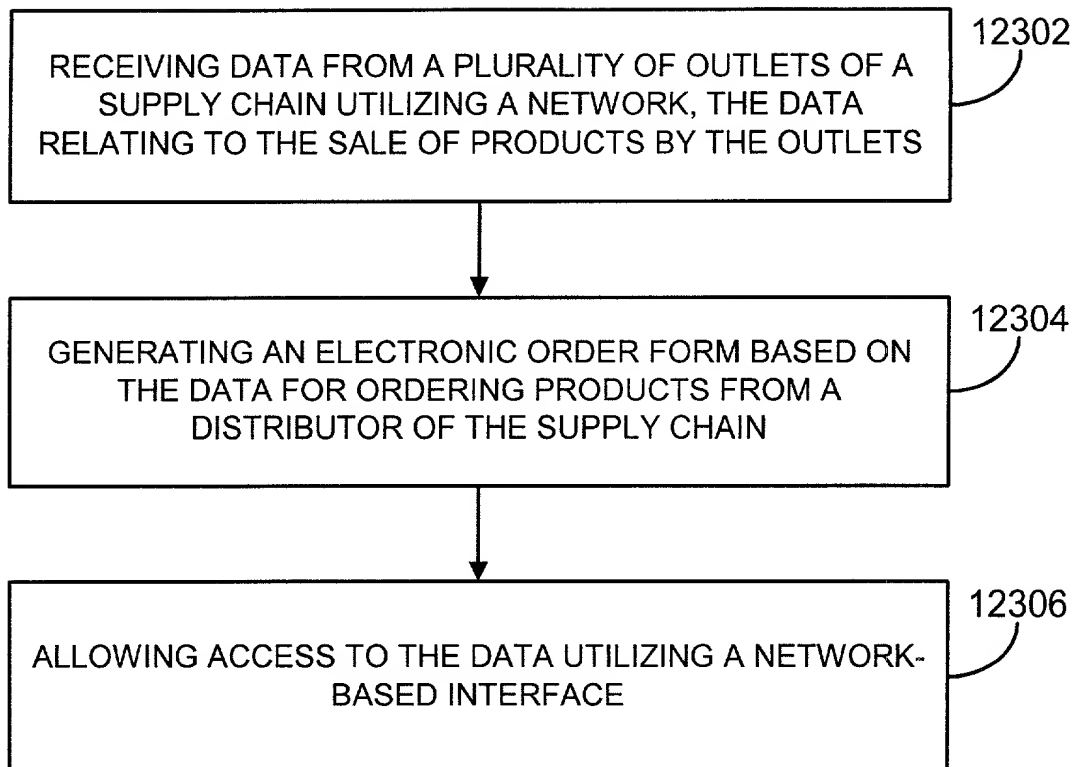 12302
RECEIVING DATA FROM A PLURALITY OF OUTLETS OF A
SUPPLY CHAIN UTILIZING A NETWORK, THE DATA
RELATING TO THE SALE OF PRODUCTS BY THE OUTLETS
12304
GENERATING AN ELECTRONIC ORDER FORM BASED ON
THE DATA FOR ORDERING PRODUCTS FROM A
DISTRIBUTOR OF THE SUPPLY CHAIN
12306
ALLOWING ACCESS TO THE DATA UTILIZING A NETWORK-
BASED INTERFACE